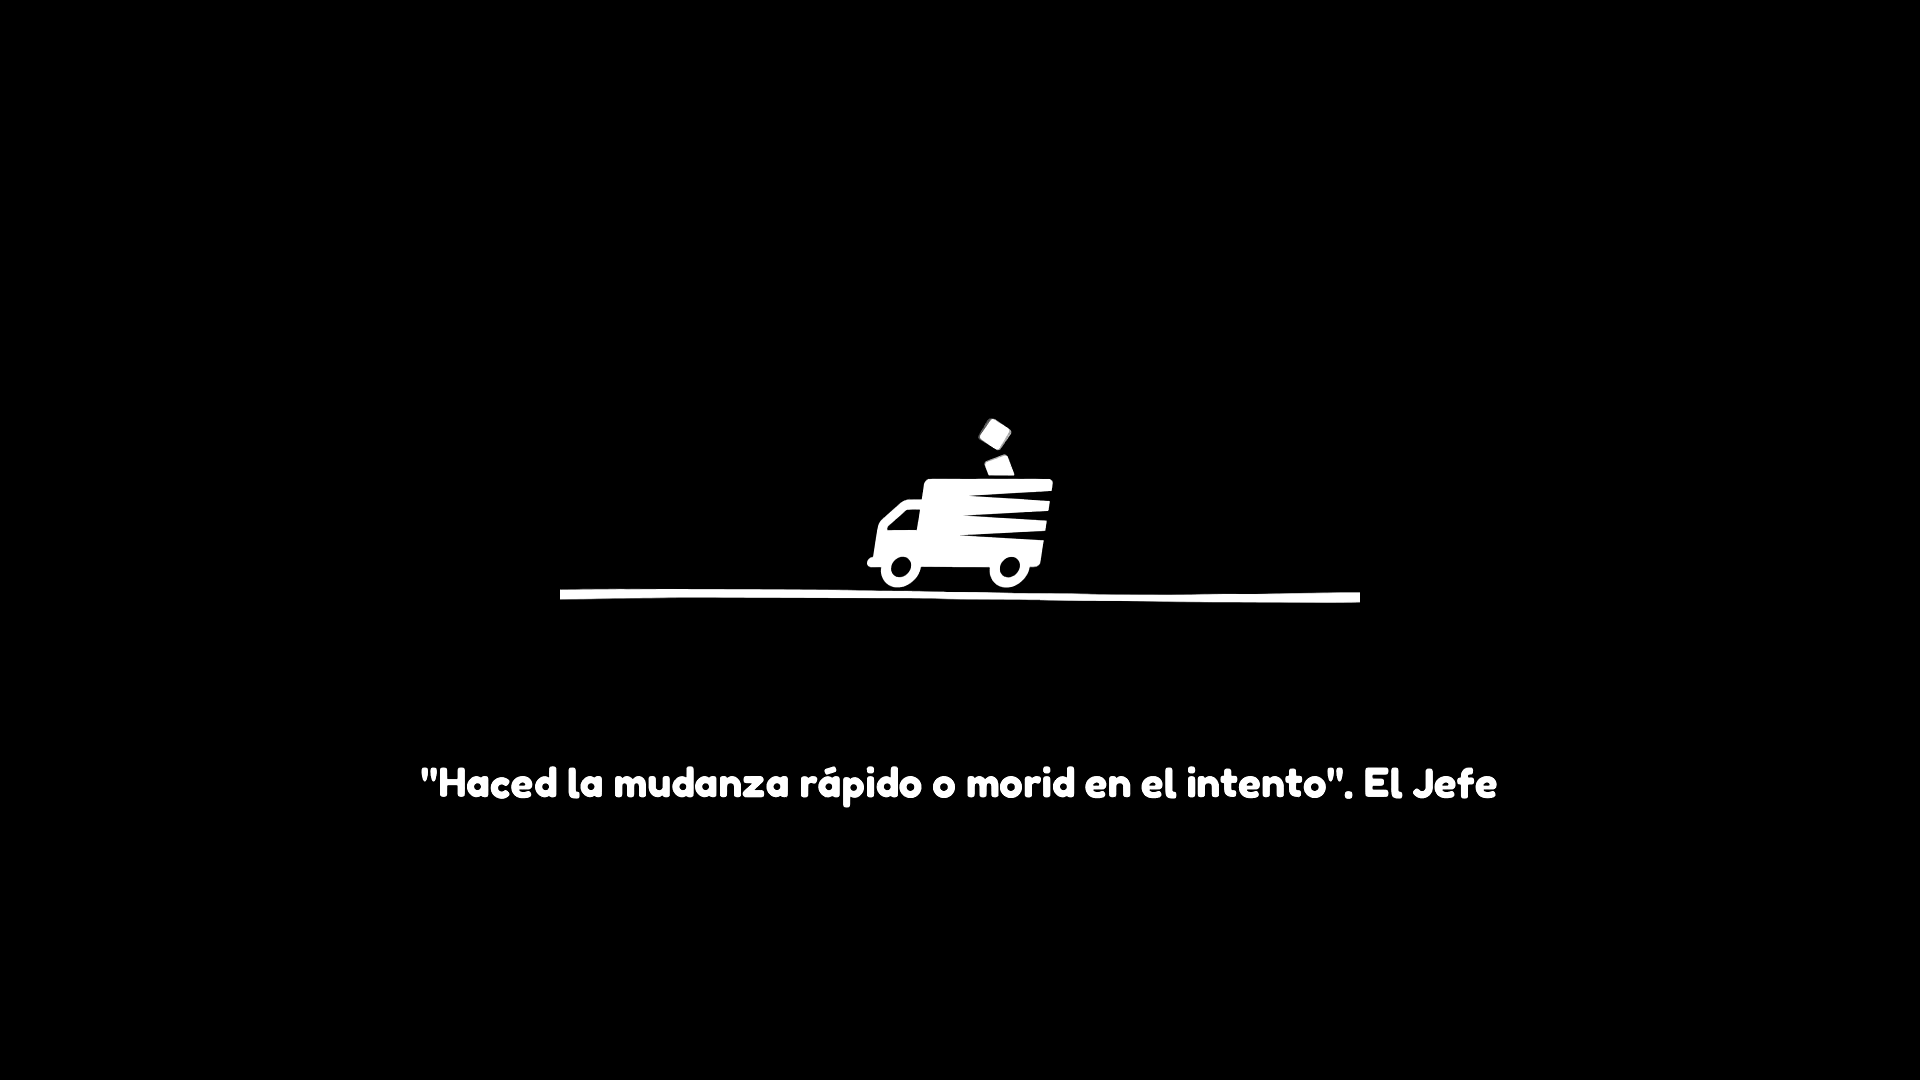 "Haced la mudanza rápido o morid en el intento". El Jefe